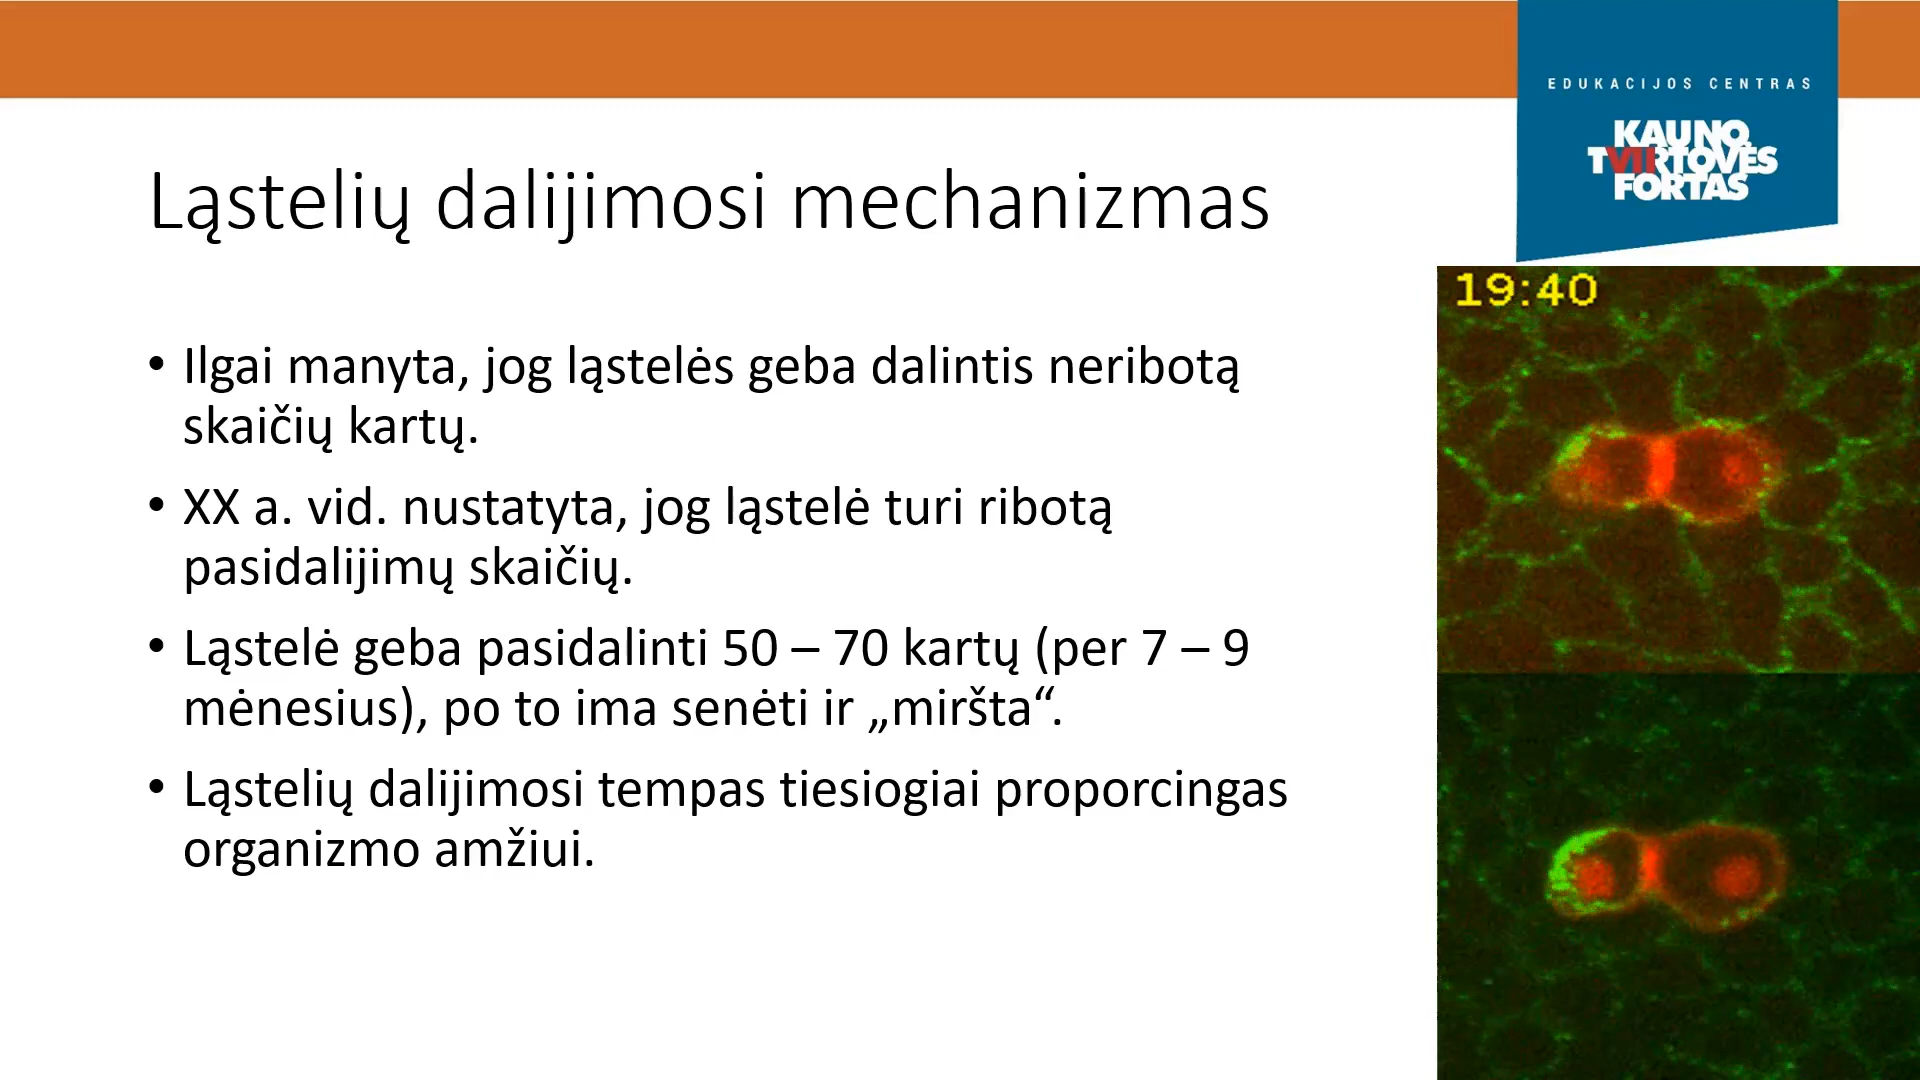 EDUKACIJOS CENTRAS
KAUNO
TVIRTOVĖS
FORTAS
Ląstelių dalijimosi mechanizmas
19:40
• Ilgai manyta, jog ląstelės geba dalintis neribotą
skaičių kartų.
• XX a. vid. nustatyta, jog ląstelė turi ribotą
pasidalijimų skaičių.
• Ląstelė geba pasidalinti 50 – 70 kartų (per 7 – 9
mėnesius), po to ima senėti ir „miršta“.
• Ląstelių dalijimosi tempas tiesiogiai proporcingas
organizmo amžiui.